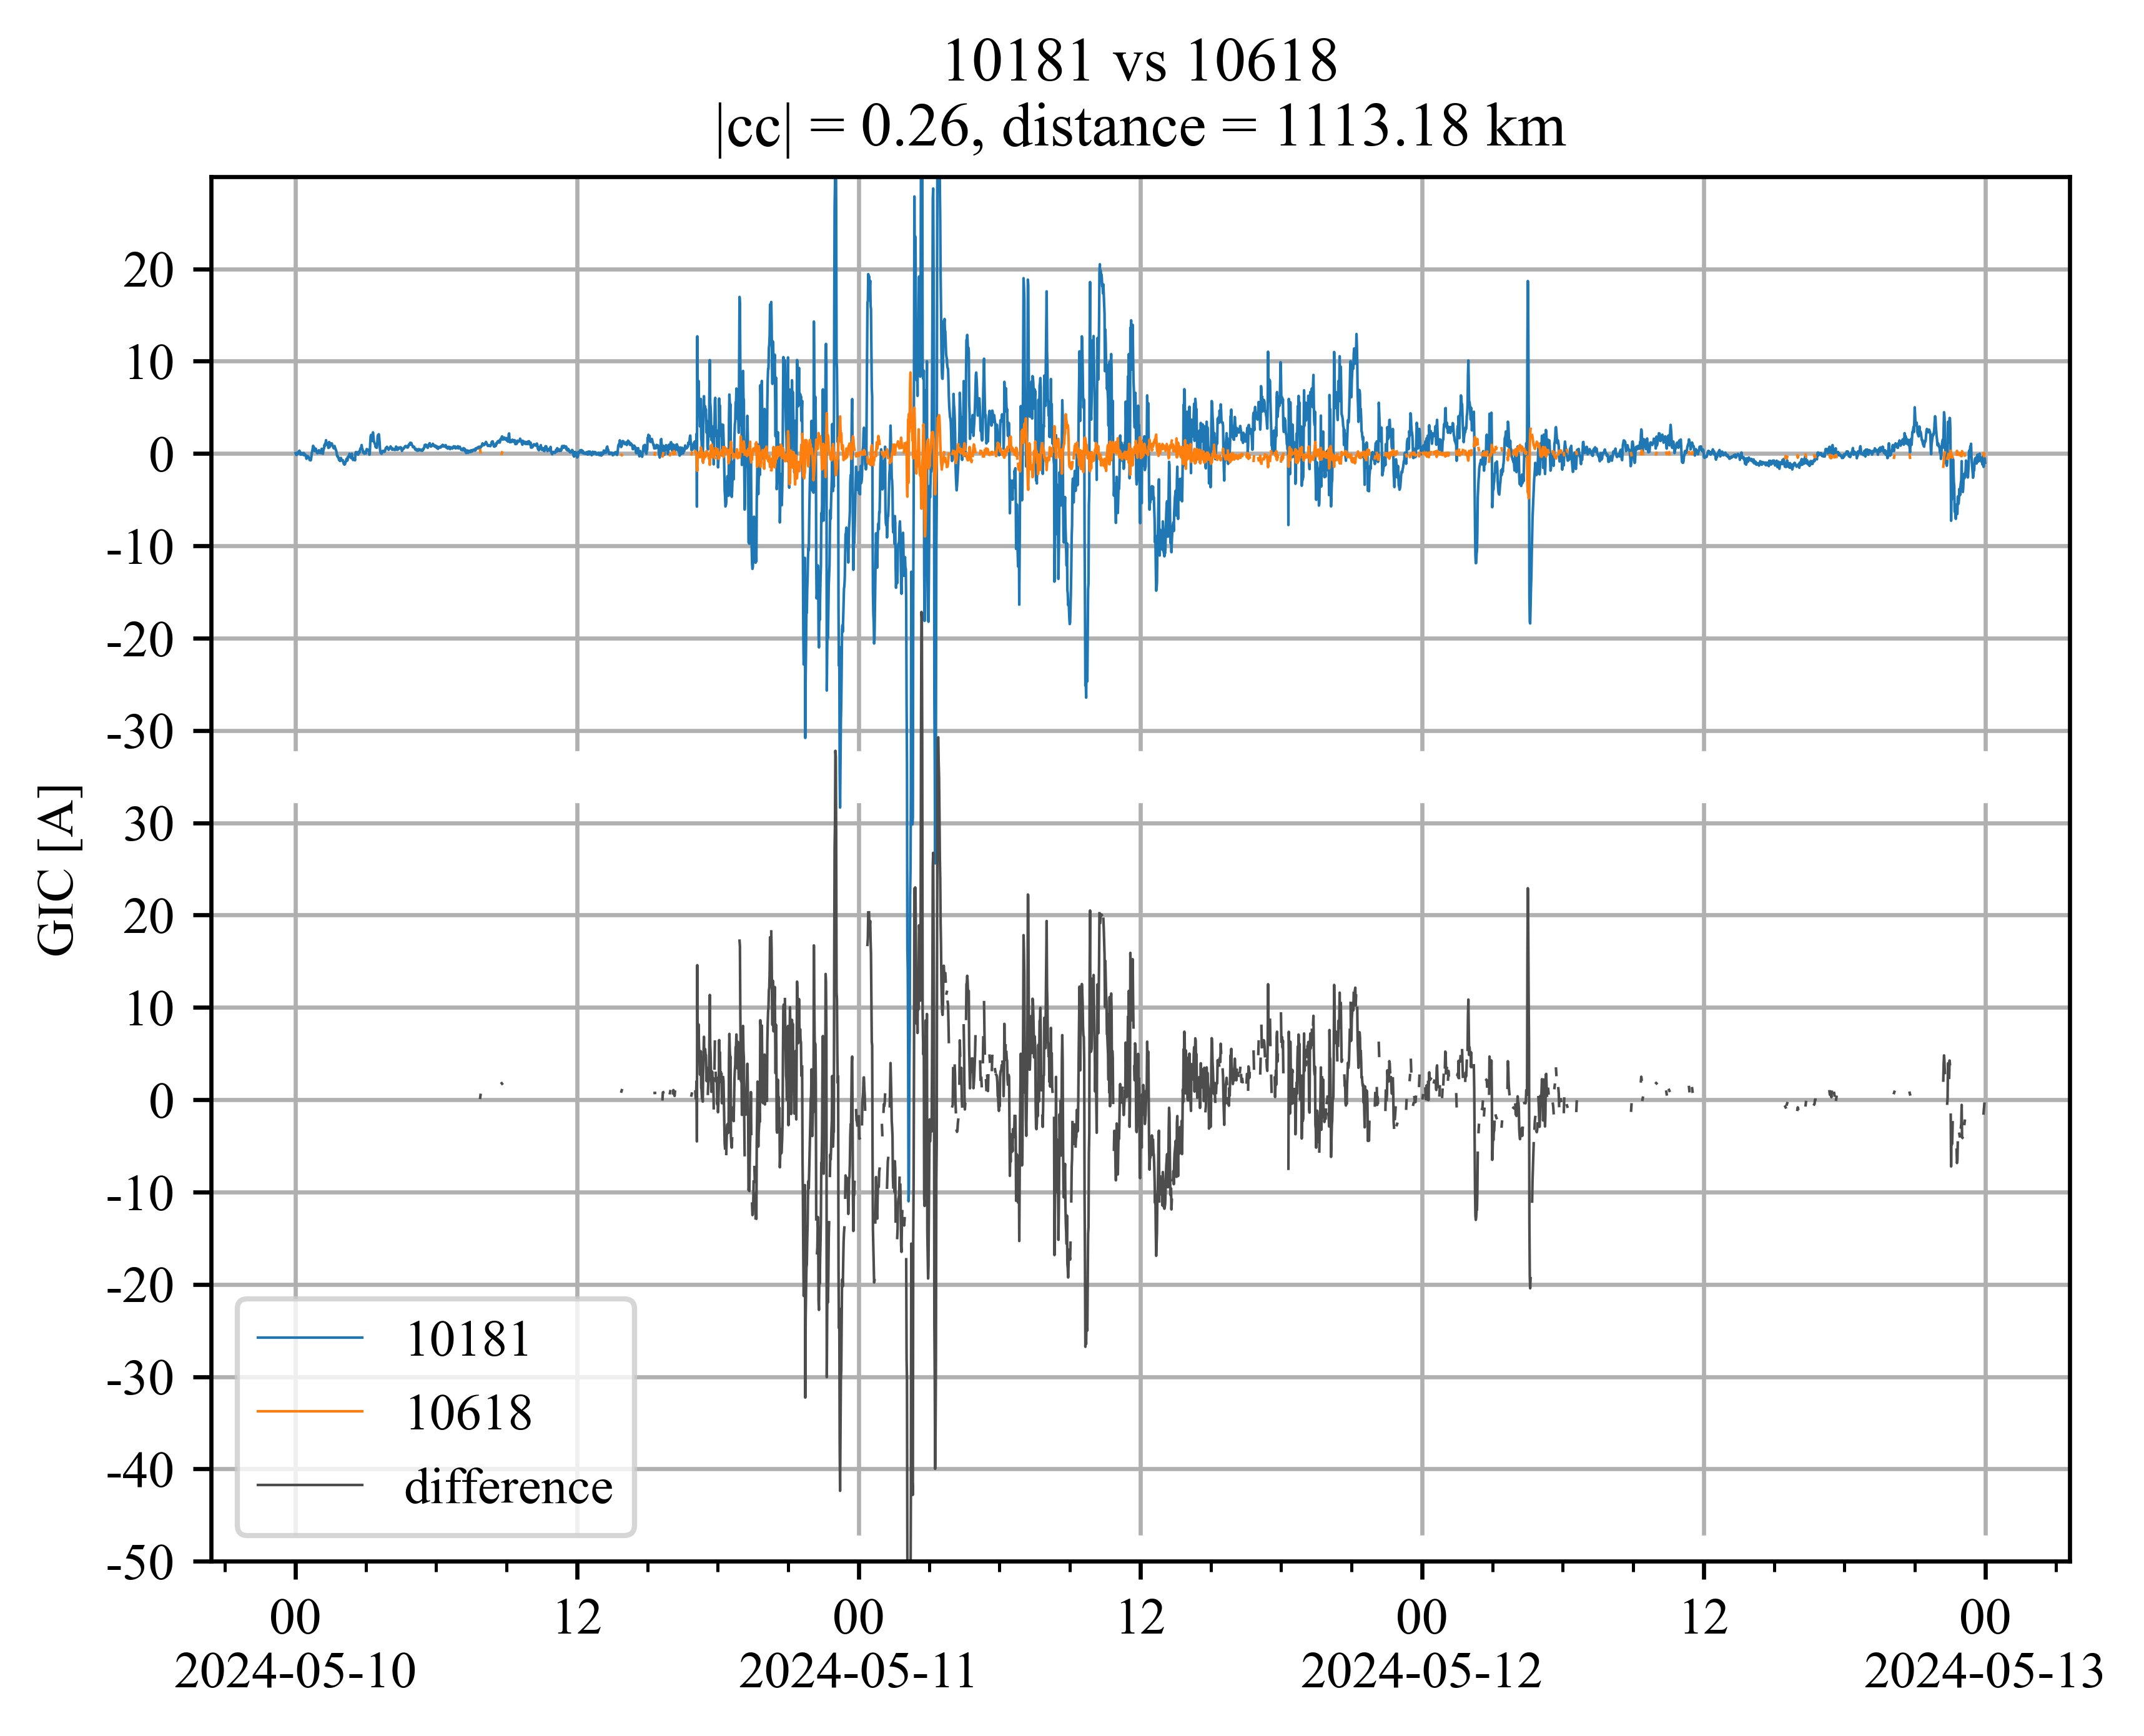 10181 vs 10618
|cc| = 0.26, distance = 1113.18 km
20
10
0
-10
-20
-30
30
20
10
0
-10
-20
-30
-40
-50
GIC [A]
10181
10618
difference
00 12 00 12 00 12 00
2024-05-10 2024-05-11 2024-05-12 2024-05-13